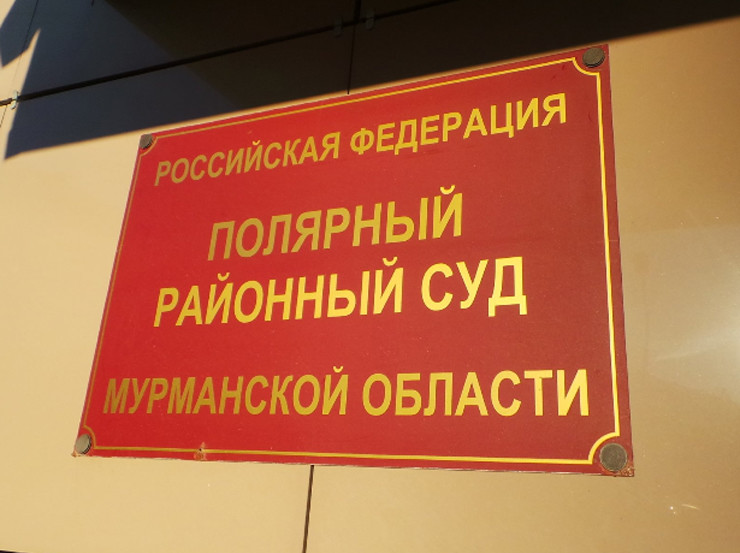 РОССИЙСКАЯ ФЕДЕРАЦИЯ
ПОЛЯРНЫЙ
РАЙОННЫЙ СУД
МУРМАНСКОЙ ОБЛАСТИ